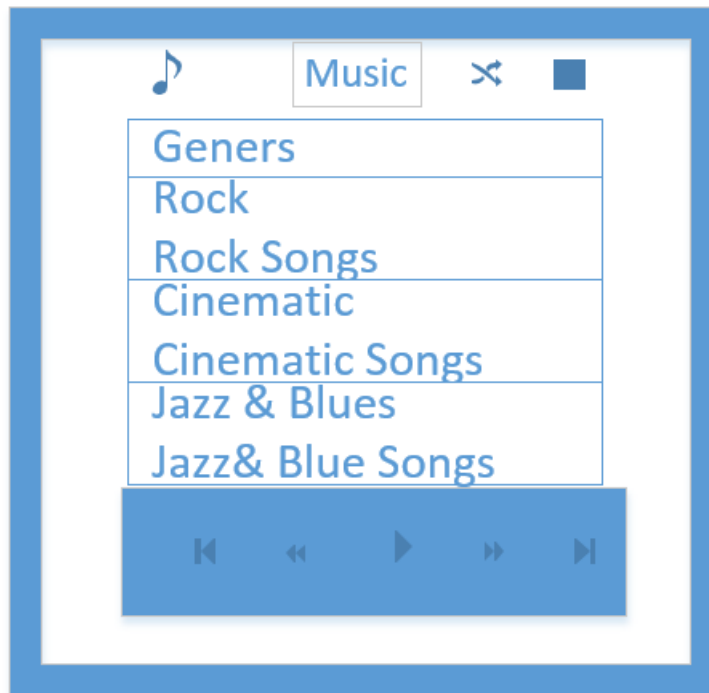 Music
Geners
Rock
Rock Songs
Cinematic
Cinematic Songs
Jazz & Blues
Jazz& Blue Songs